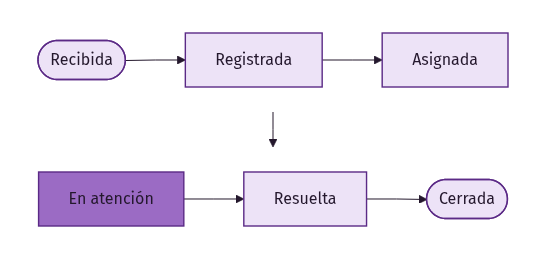 Recibida
Registrada
Asignada
En atención
Resuelta
Cerrada